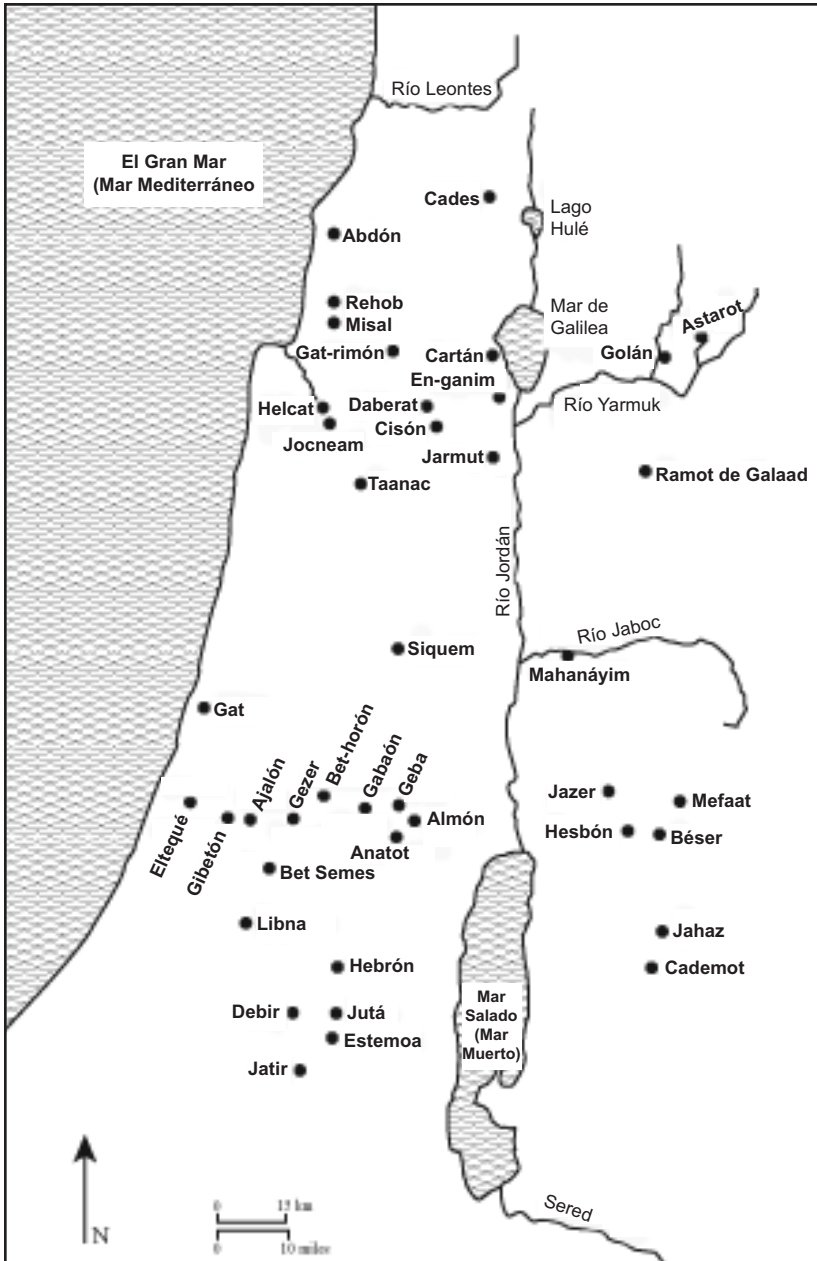 Río Leontes
El Gran Mar
(Mar Mediterráneo
Cades
Lago
Hulé
Abdón
Rehob
Misal
Mar de
Galilea
Astarot
Gat-rimón
Cartán
Golán
En-ganim
Río Yarmuk
Helcat
Daberat
Jocneam
Cisón
Jarmut
Ramot de Galaad
Taanac
Río Jordán
Río Jaboc
Siquem
Mahanáyim
Gat
Eltequé
Gibetón
Ajalón
Gezer
Bet-horón
Gabaón
Geba
Almón
Anatot
Jazer
Mefaat
Hesbón
Béser
Bet Semes
Libna
Jahaz
Hebrón
Cademot
Mar
Salado
(Mar
Muerto)
Debir
Jutá
Estemoa
Jatir
N
0 15 km
0 10 miles
Sered